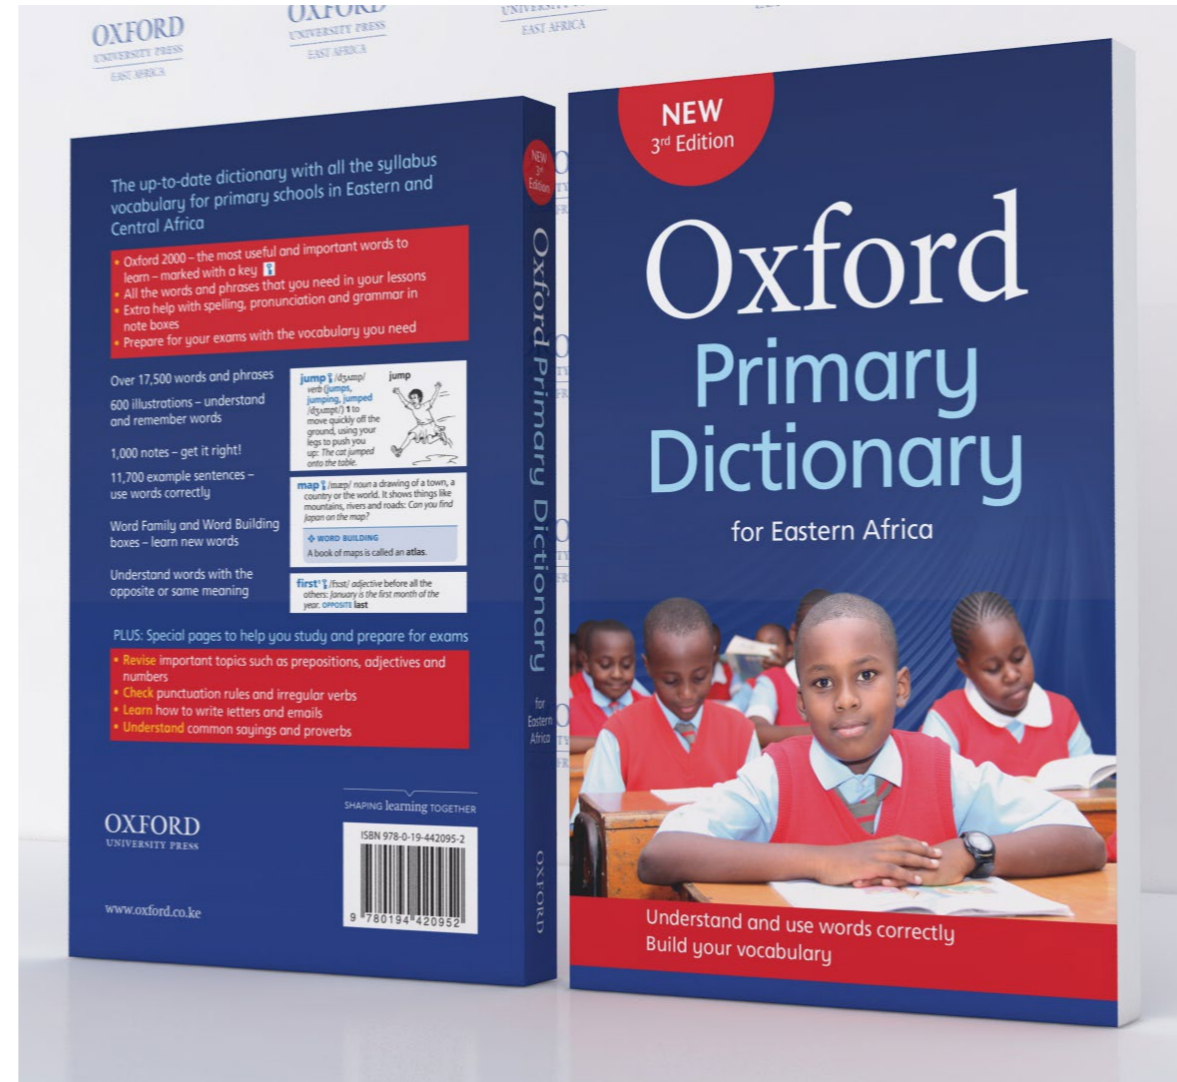 OXFORD
UNIVERSITY PRESS
EAST AFRICA
OXFORD
UNIVERSITY PRESS
EAST AFRICA
UNIVERSITY PRESS
EAST AFRICA
The up-to-date dictionary with all the syllabus
vocabulary for primary schools in Eastern and
Central Africa
• Oxford 2000 – the most useful and important words to
learn – marked with a key
• All the words and phrases that you need in your lessons
• Extra help with spelling, pronunciation and grammar in
note boxes
• Prepare for your exams with the vocabulary you need
Over 17,500 words and phrases
600 illustrations – understand
and remember words
1,000 notes – get it right!
11,700 example sentences –
use words correctly
Word Family and Word Building
boxes – learn new words
Understand words with the
opposite or same meaning
jump /dʒʌmp/
verb (jumps,
jumping, jumped
/dʒʌmpt/) 1 to
move quickly off the
ground, using your
legs to push you
up: The cat jumped
onto the table.
jump
map /mæp/ noun a drawing of a town, a
country or the world. It shows things like
mountains, rivers and roads: Can you find
Japan on the map?
❖ WORD BUILDING
A book of maps is called an atlas.
first¹ /fɜːst/ adjective before all the
others: January is the first month of the
year. OPPOSITE last
PLUS: Special pages to help you study and prepare for exams
• Revise important topics such as prepositions, adjectives and
numbers
• Check punctuation rules and irregular verbs
• Learn how to write letters and emails
• Understand common sayings and proverbs
OXFORD
UNIVERSITY PRESS
www.oxford.co.ke
SHAPING learning TOGETHER
ISBN 978-0-19-442095-2
9 780194 420952
NEW
3rd
Edition
Oxford Primary Dictionary
for
Eastern
Africa
OXFORD
NEW
3rd Edition
Oxford
Primary
Dictionary
for Eastern Africa
Understand and use words correctly
Build your vocabulary